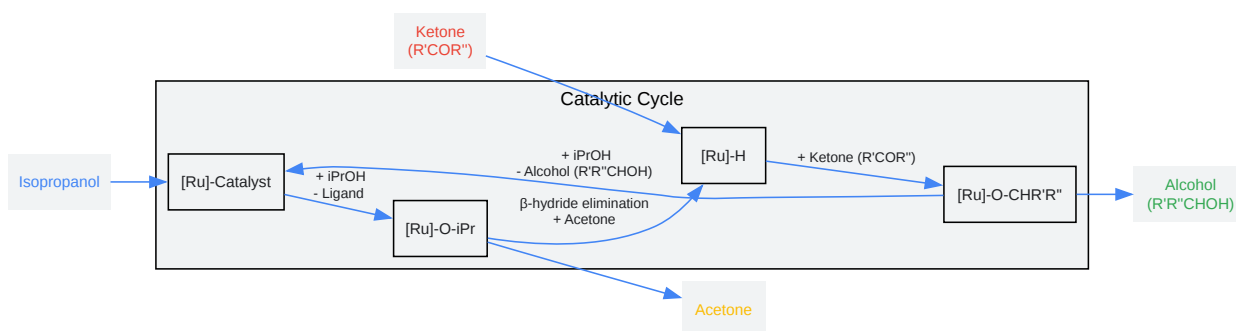 Ketone
(R'COR")
Catalytic Cycle
Isopropanol
[Ru]-Catalyst
+ iPrOH
- Ligand
[Ru]-O-iPr
+ iPrOH
- Alcohol (R'R"CHOH)
β-hydride elimination
+ Acetone
[Ru]-H
+ Ketone (R'COR")
[Ru]-O-CHR'R"
Alcohol
(R'R"CHOH)
Acetone